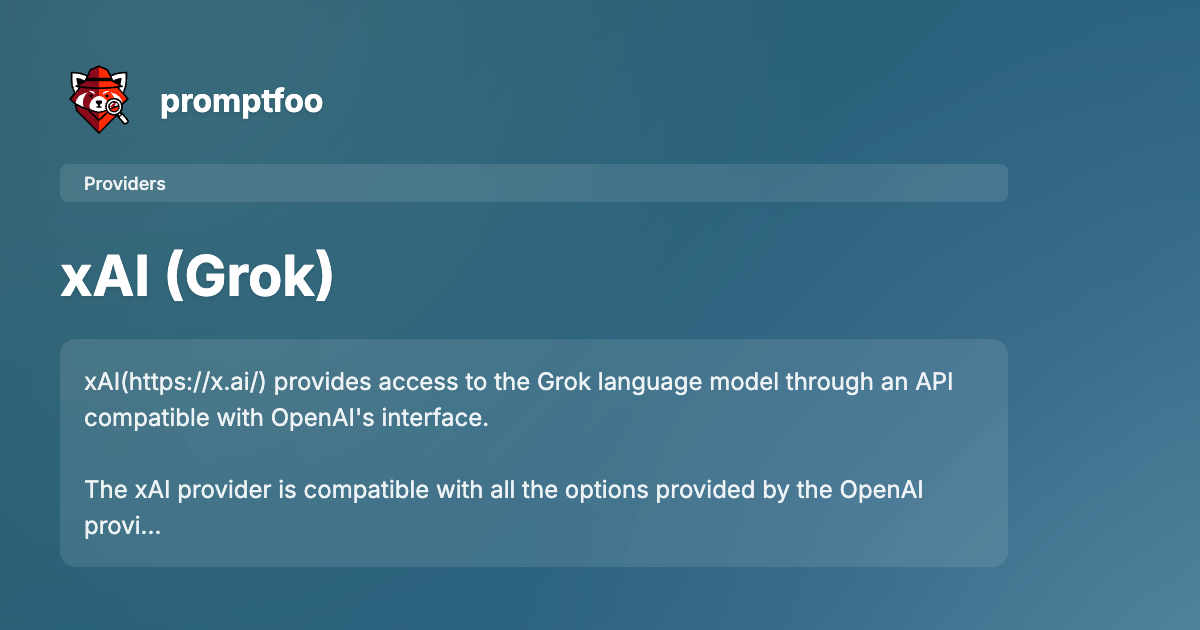 promptfoo
Providers
xAI (Grok)
xAI(https://x.ai/) provides access to the Grok language model through an API
compatible with OpenAI's interface.
The xAI provider is compatible with all the options provided by the OpenAI
provi...